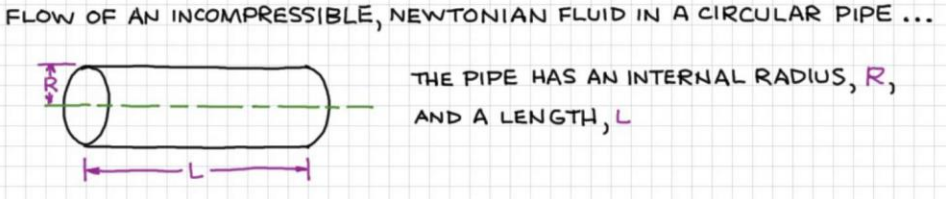 FLOW OF AN INCOMPRESSIBLE, NEWTONIAN FLUID IN A CIRCULAR PIPE ...
R
THE PIPE HAS AN INTERNAL RADIUS, R,
AND A LENGTH, L
L